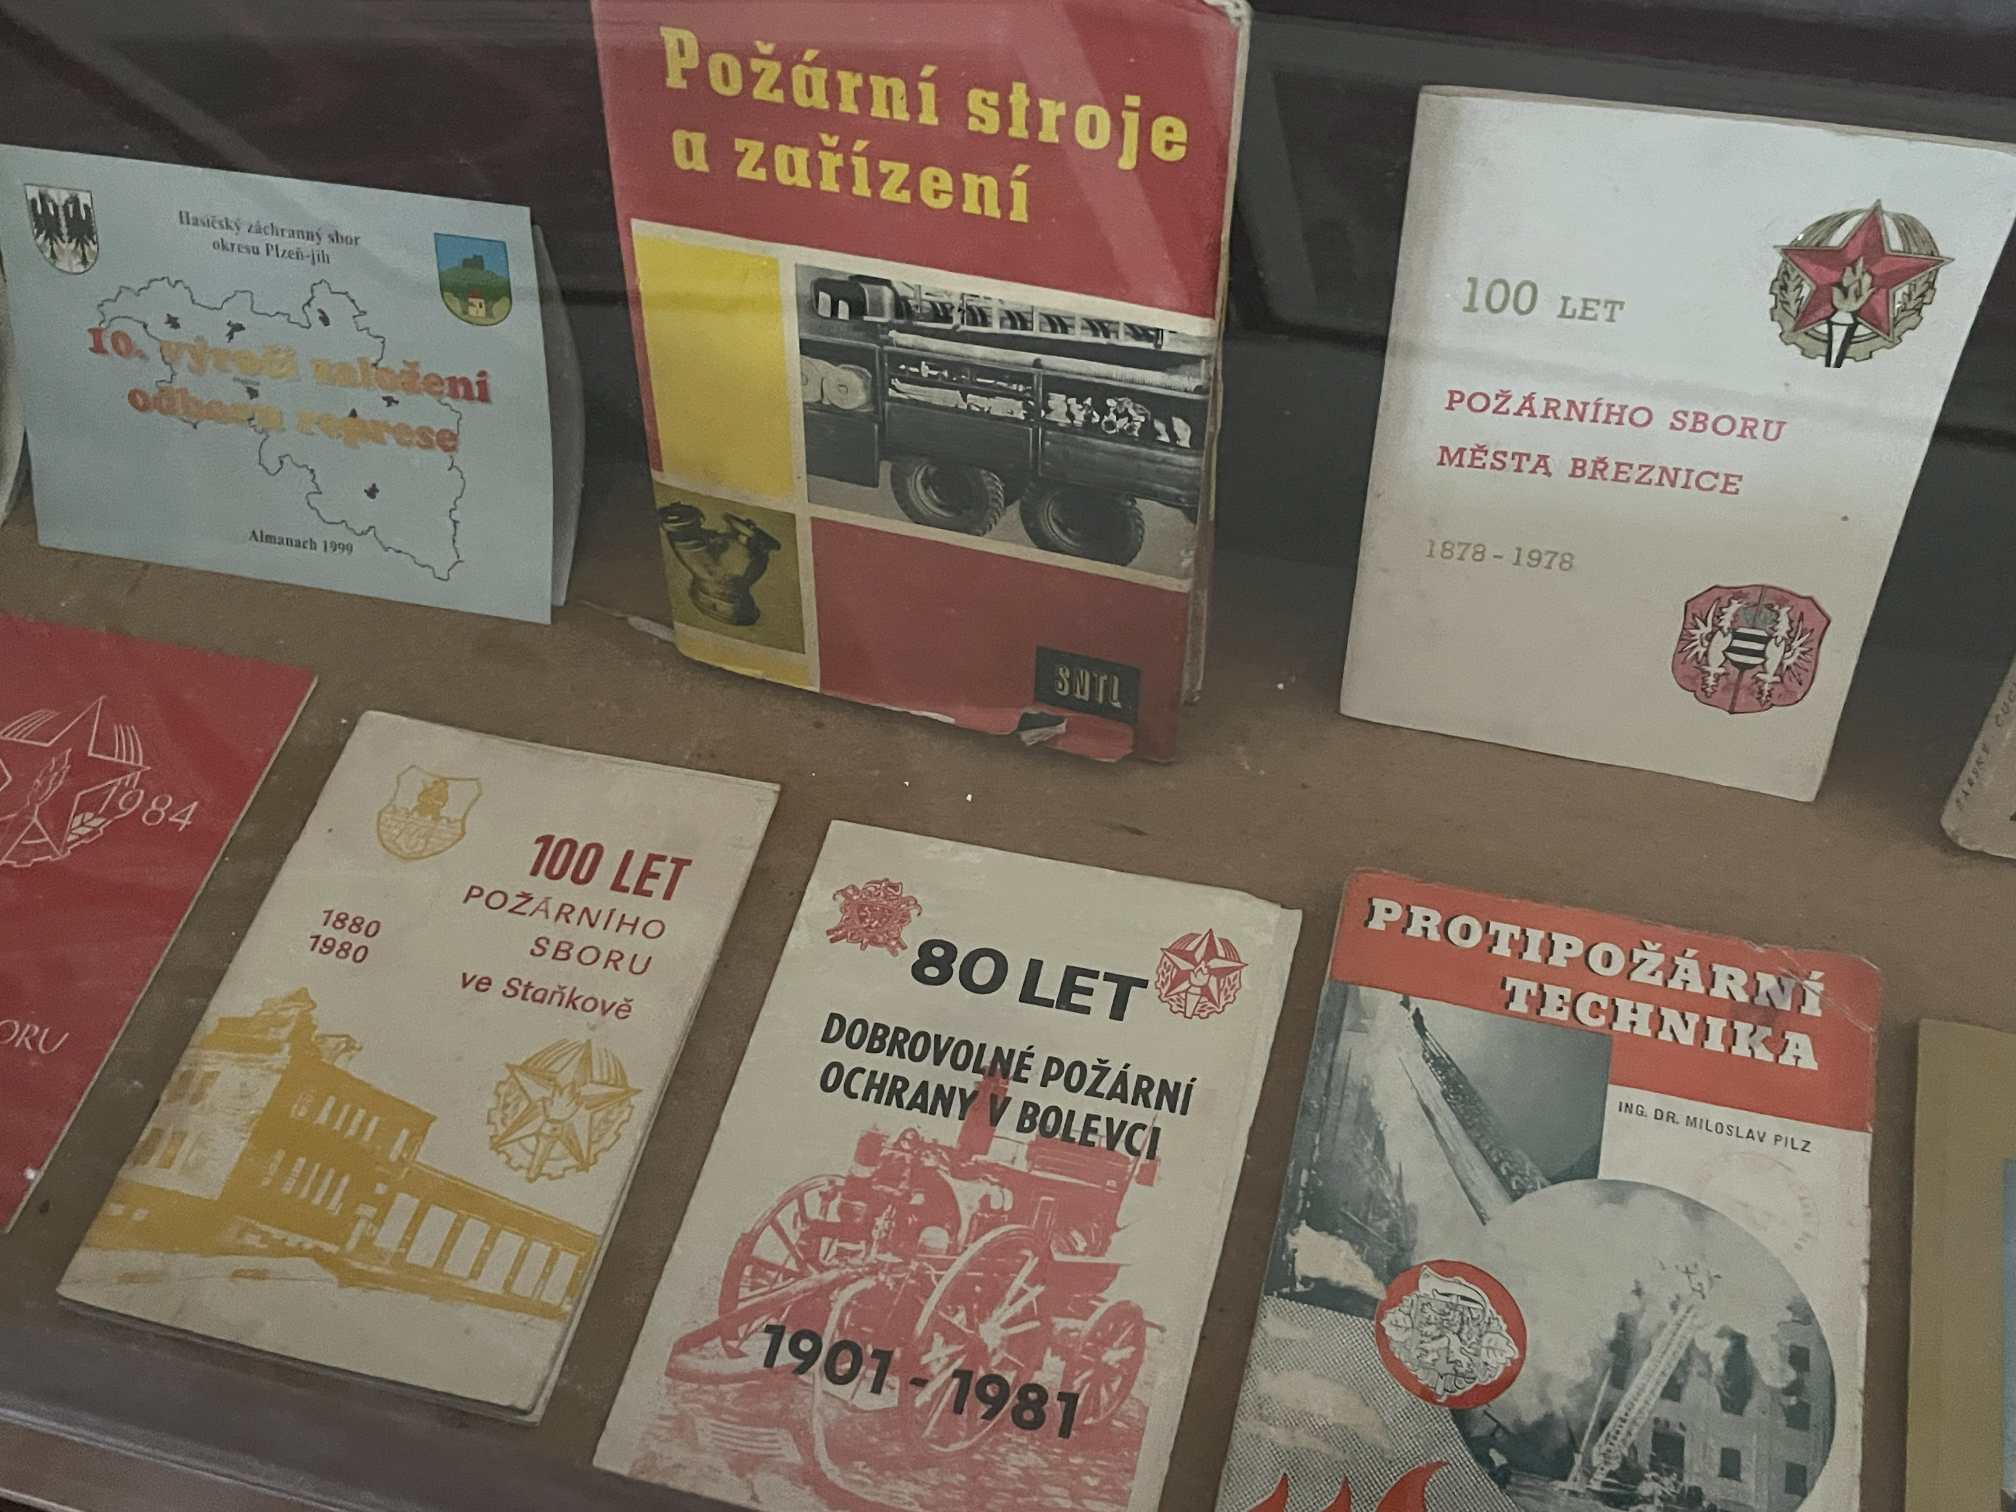 Hasičský záchranný sbor
okresu Plzeň-jih
10. výročí založení
odboru represe
Almanach 1999
Požární stroje
a zařízení
SNTL
100 LET
POŽÁRNÍHO SBORU
MĚSTA BŘEZNICE
1878 - 1978
1984
ORU
100 LET
POŽÁRNÍHO
SBORU
ve Staňkově
1880
1980
80 LET
DOBROVOLNÉ POŽÁRNÍ
OCHRANY V BOLEVCI
1901 - 1981
PROTIPOŽÁRNÍ
TECHNIKA
ING. DR. MILOSLAV PILZ